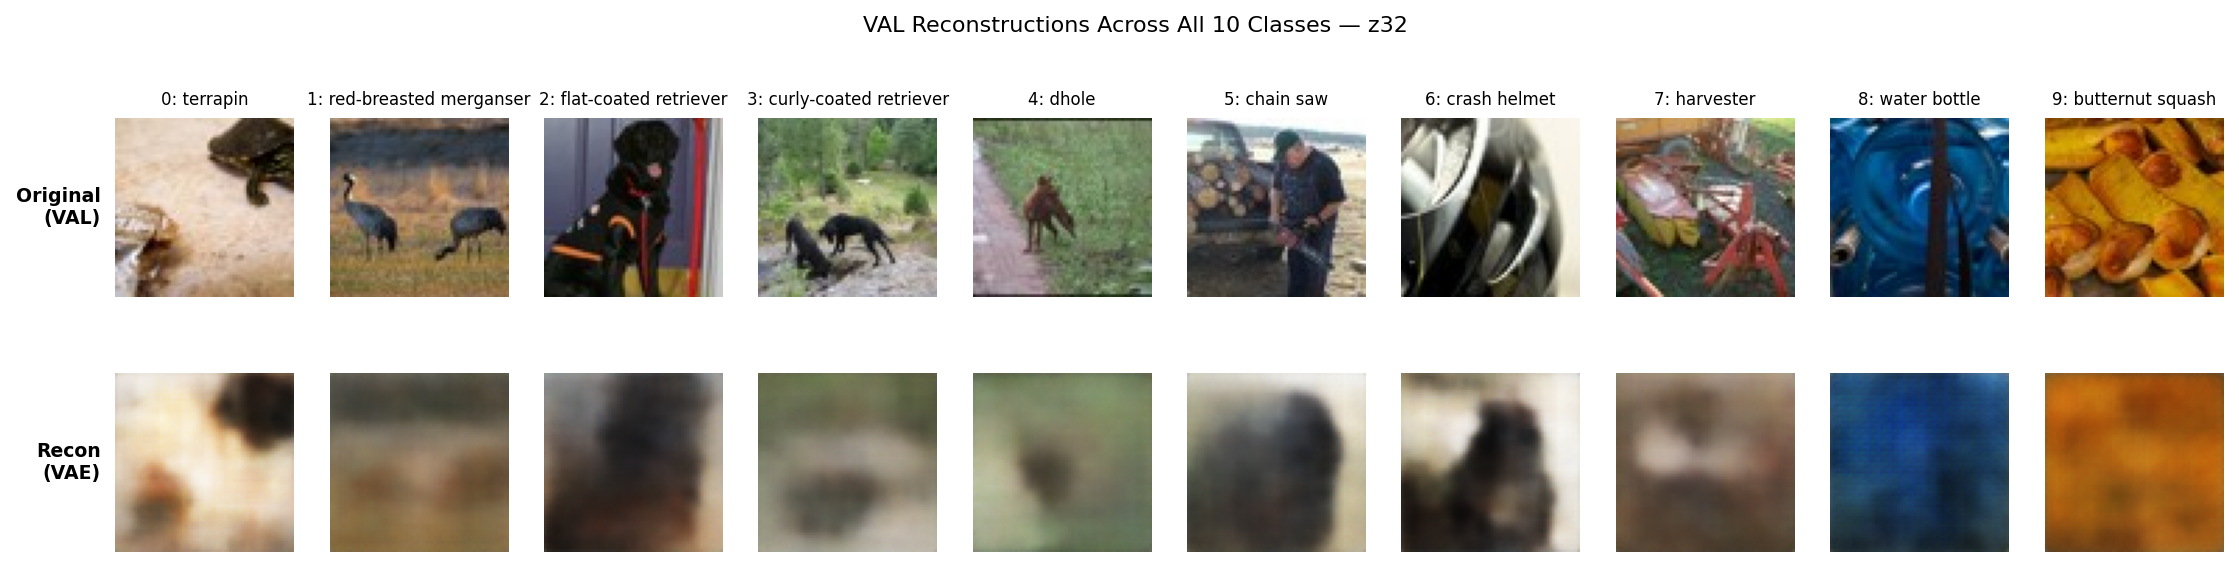 VAL Reconstructions Across All 10 Classes — z32
0: terrapin
1: red-breasted merganser
2: flat-coated retriever
3: curly-coated retriever
4: dhole
5: chain saw
6: crash helmet
7: harvester
8: water bottle
9: butternut squash
Original
(VAL)
Recon
(VAE)